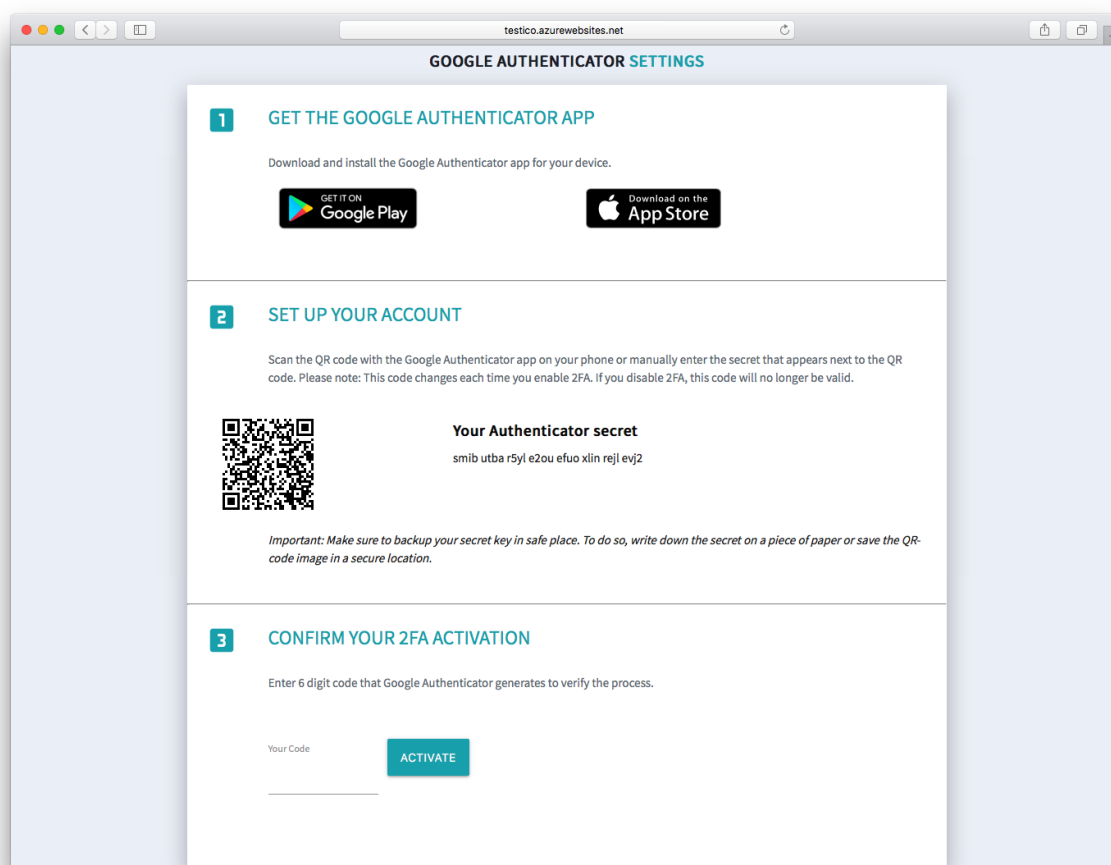 testico.azurewebsites.net
GOOGLE AUTHENTICATOR SETTINGS
1
GET THE GOOGLE AUTHENTICATOR APP
Download and install the Google Authenticator app for your device.
GET IT ON
Google Play
Download on the
App Store
2
SET UP YOUR ACCOUNT
Scan the QR code with the Google Authenticator app on your phone or manually enter the secret that appears next to the QR
code. Please note: This code changes each time you enable 2FA. If you disable 2FA, this code will no longer be valid.
Your Authenticator secret
smib utba r5yl e2ou efuo xlin rejl evj2
Important: Make sure to backup your secret key in safe place. To do so, write down the secret on a piece of paper or save the QR-
code image in a secure location.
3
CONFIRM YOUR 2FA ACTIVATION
Enter 6 digit code that Google Authenticator generates to verify the process.
Your Code
ACTIVATE